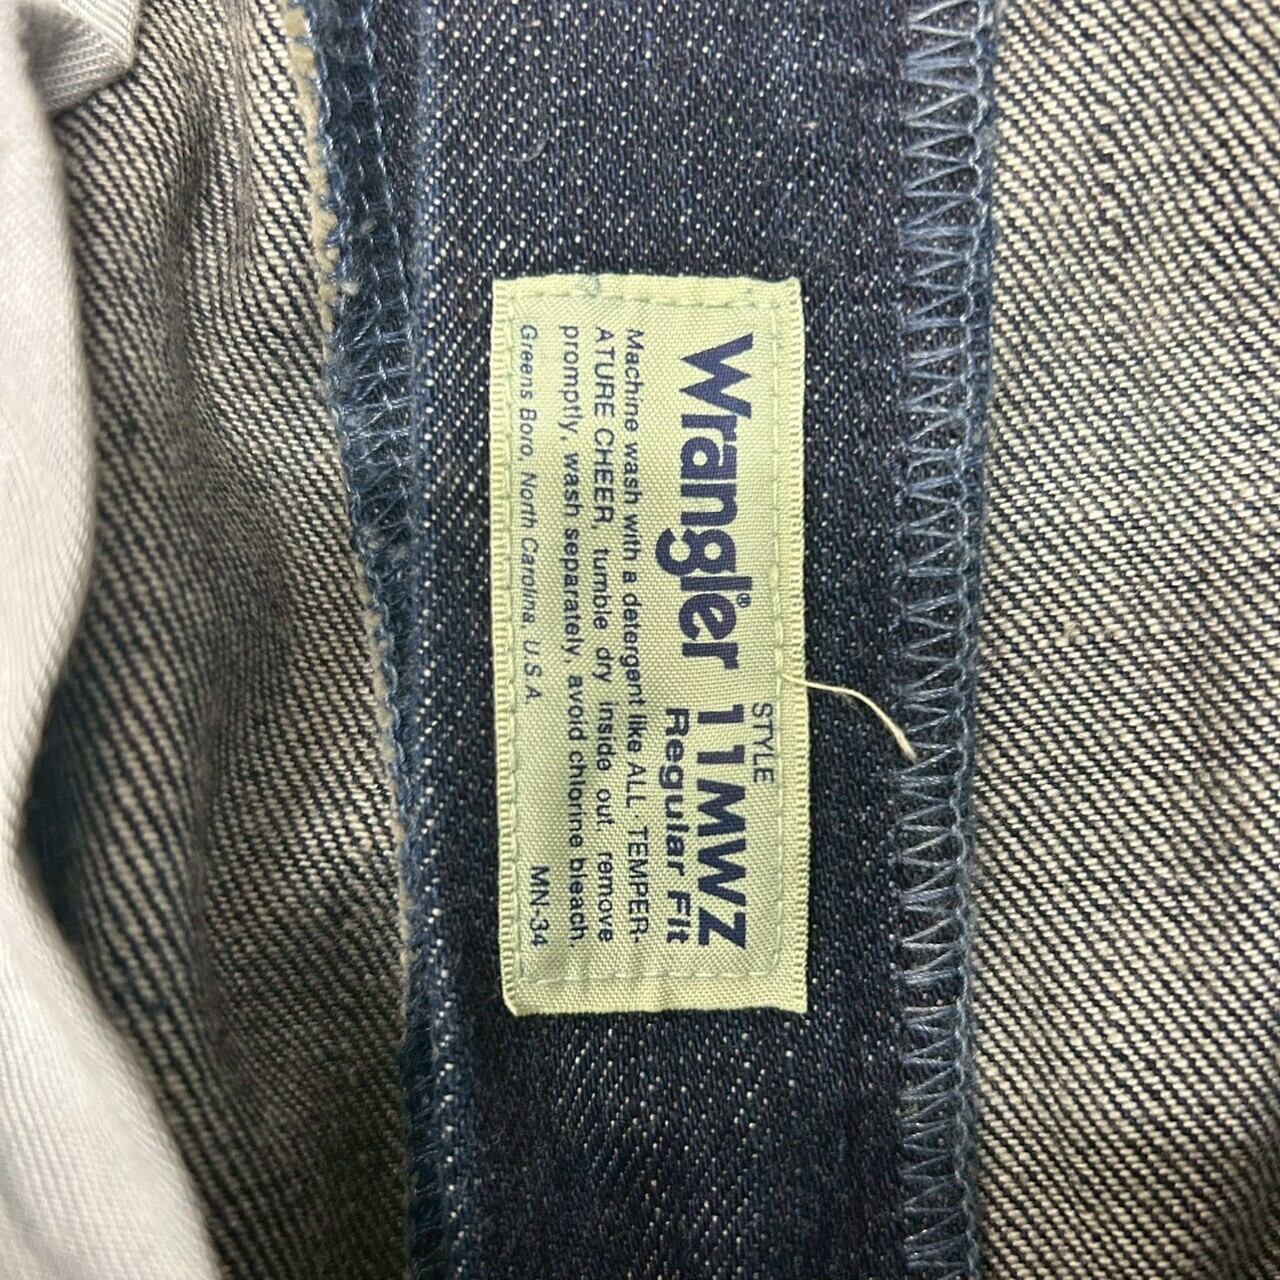 STYLE
Wrangler® 11MWZ
Regular Fit
Machine wash with a detergent like ALL-TEMPER-
ATURE CHEER, tumble dry inside out, remove
promptly, wash separately, avoid chlorine bleach.
Greens Boro, North Carolina U.S.A. MN-34